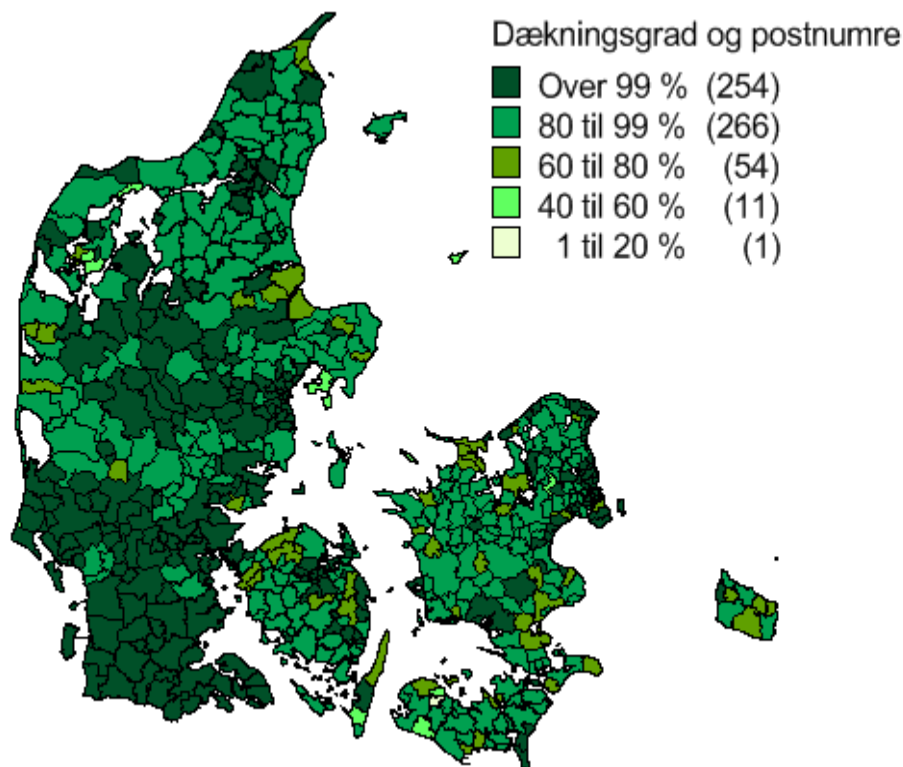 Dækningsgrad og postnumre
Over 99 % (254)
80 til 99 % (266)
60 til 80 % (54)
40 til 60 % (11)
1 til 20 % (1)